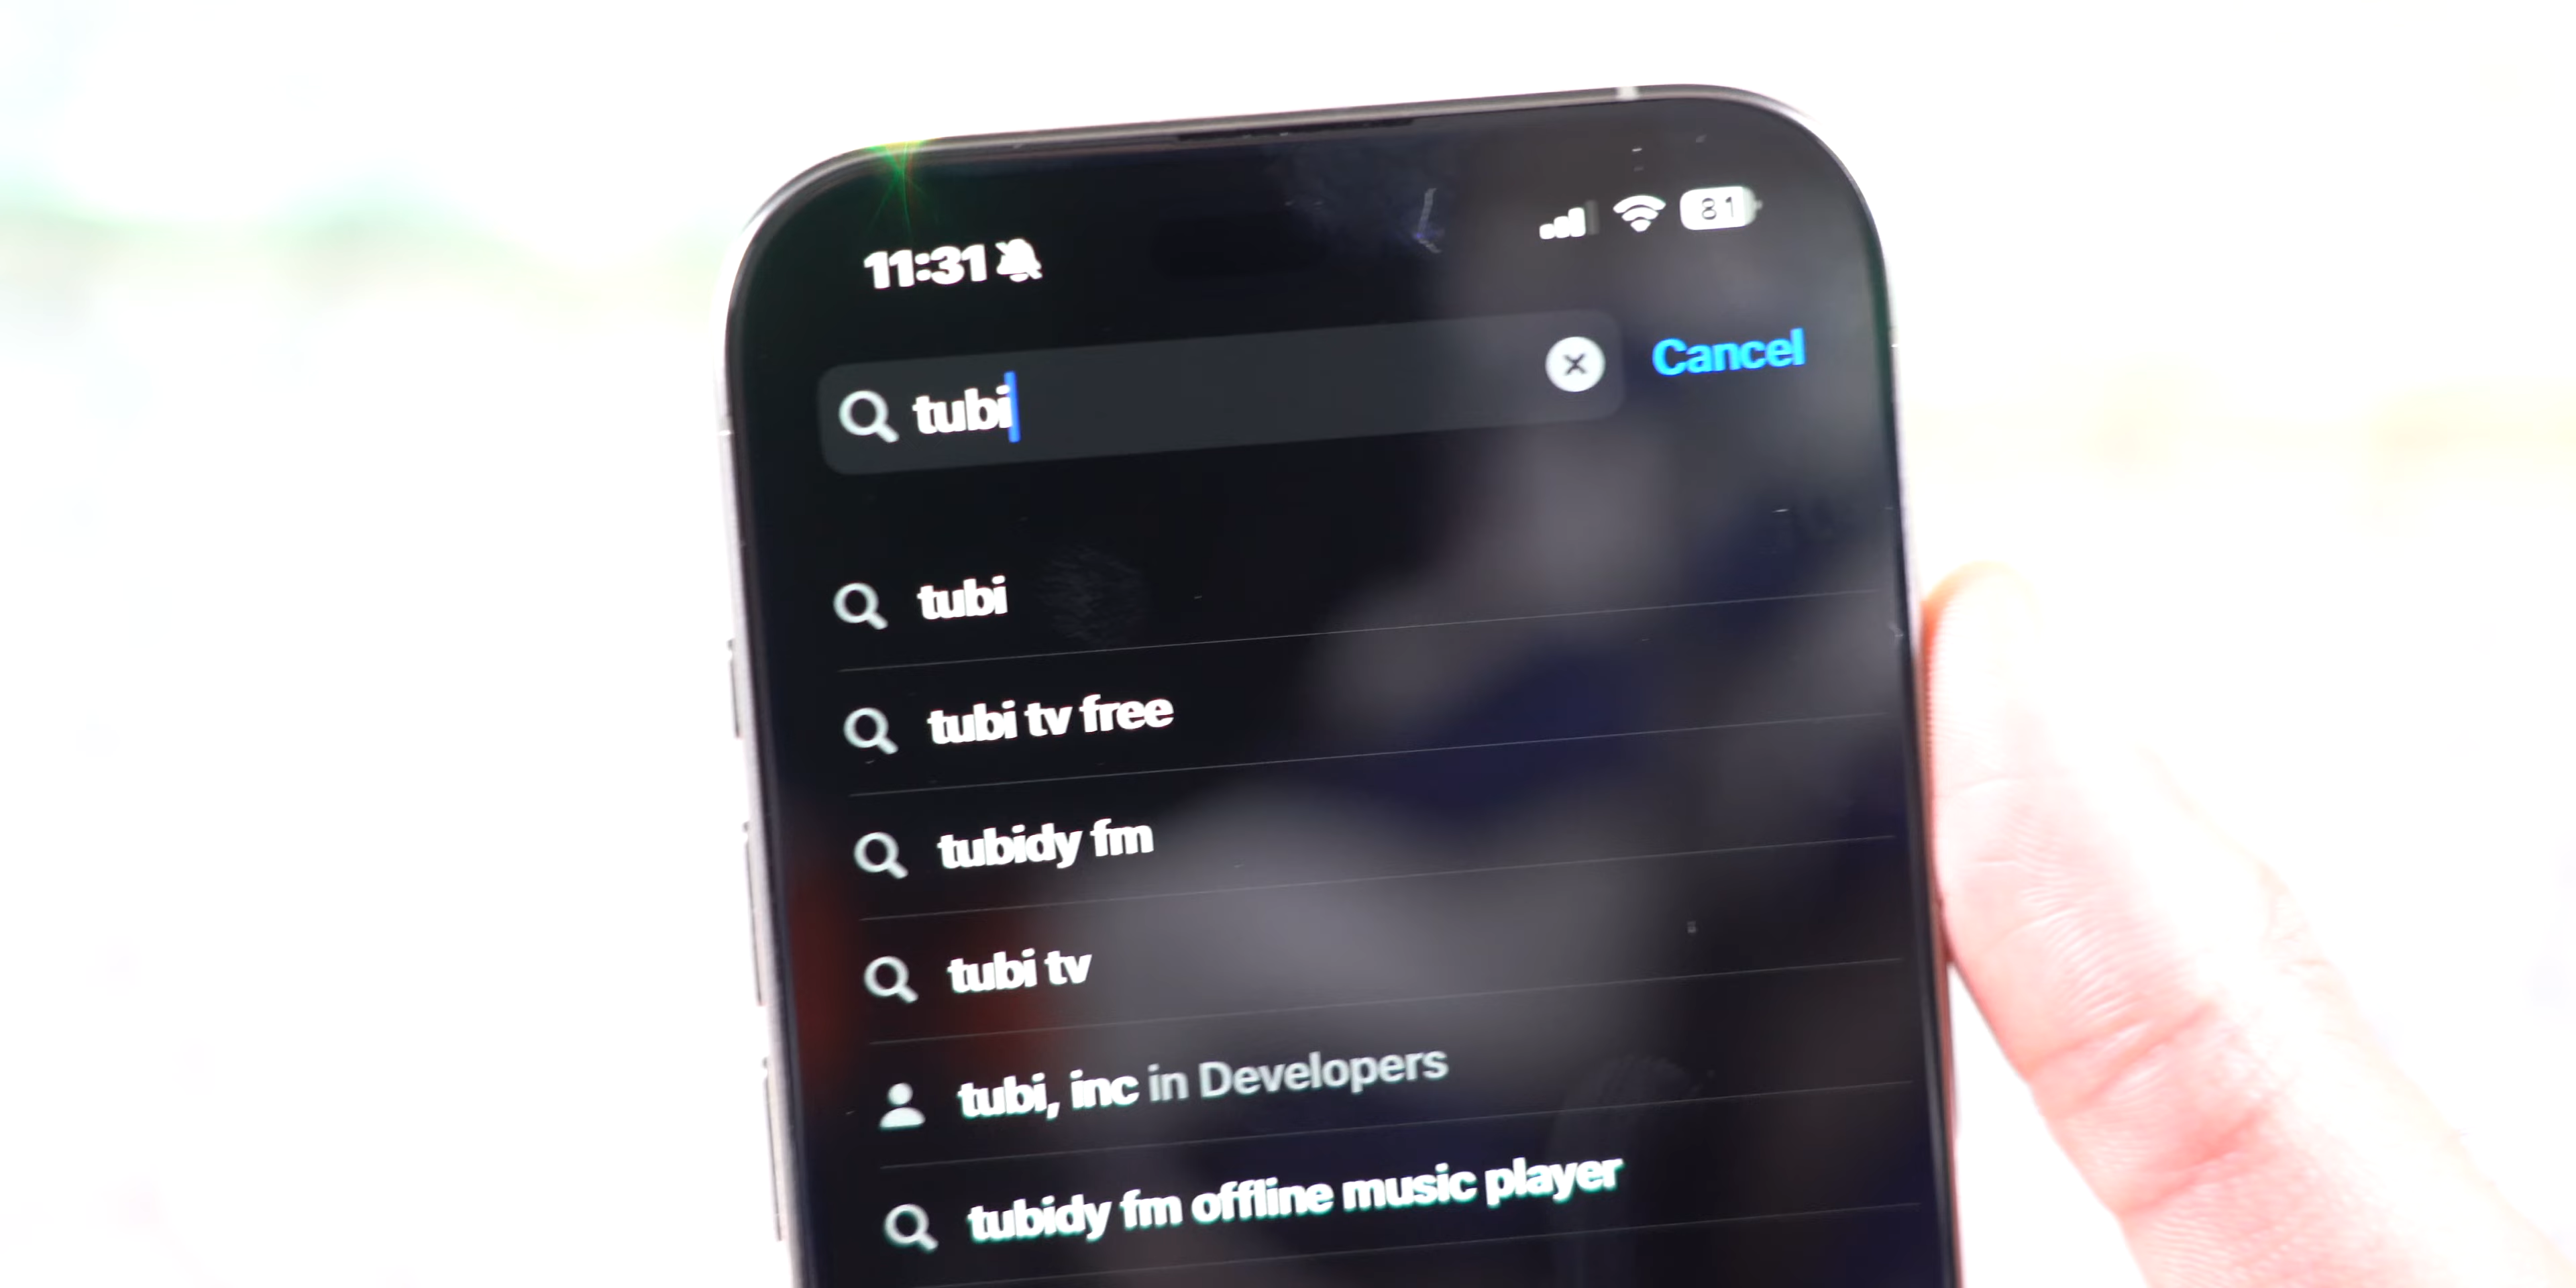 11:31
81
tubi
Cancel
tubi
tubi tv free
tubidy fm
tubi tv
tubi, inc in Developers
tubidy fm offline music player